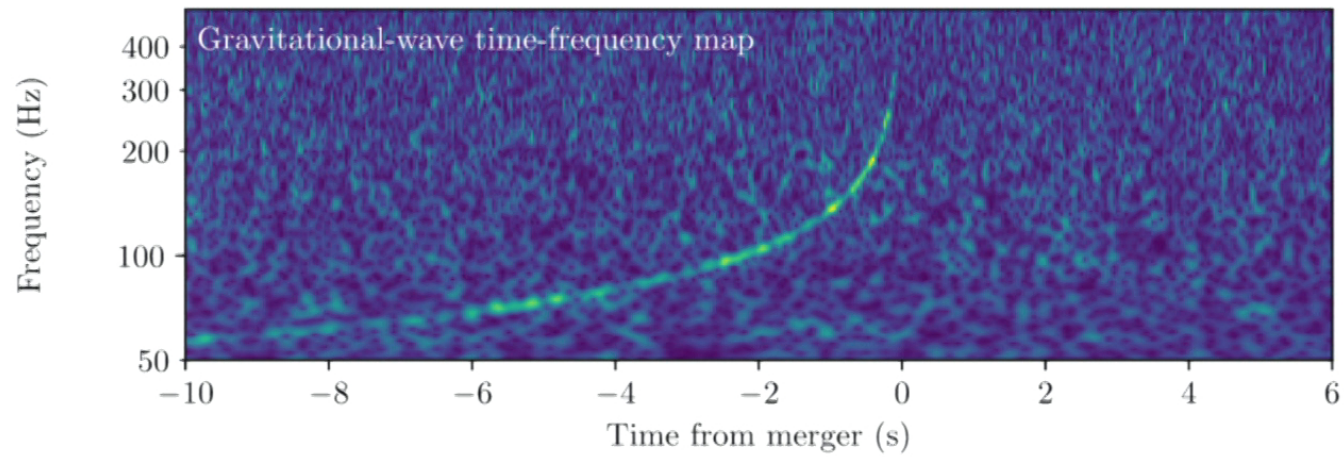 Gravitational-wave time-frequency map
Frequency (Hz)
400
300
200
100
50
−10 −8 −6 −4 −2 0 2 4 6
Time from merger (s)